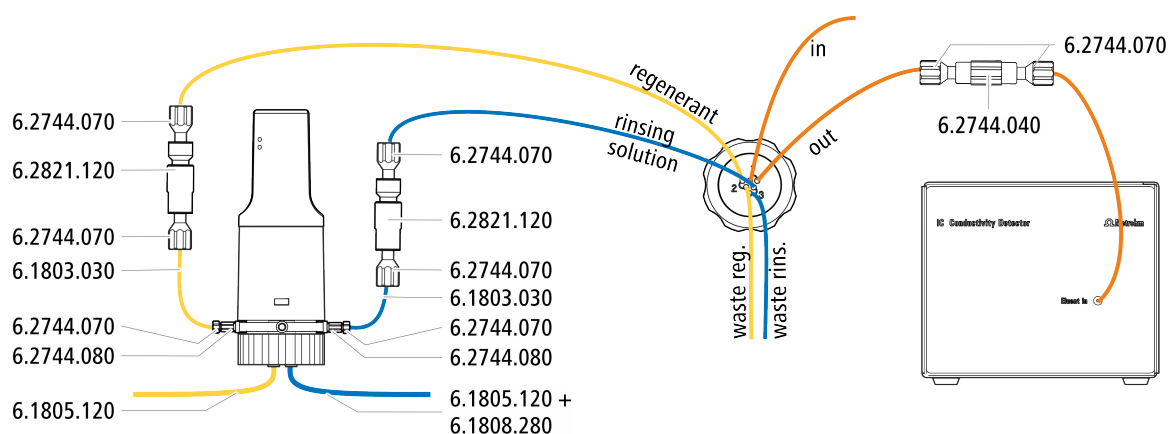 6.2744.070
6.2821.120
6.2744.070
6.1803.030
6.2744.070
6.2744.080
6.1805.120
6.2744.070
6.2821.120
6.2744.070
6.1803.030
6.2744.070
6.2744.080
6.1805.120 +
6.1808.280
regenerant
rinsing
solution
in
out
1
2
3
waste reg.
waste rins.
6.2744.070
6.2744.040
IC Conductivity Detector
Metrohm
Eluent in